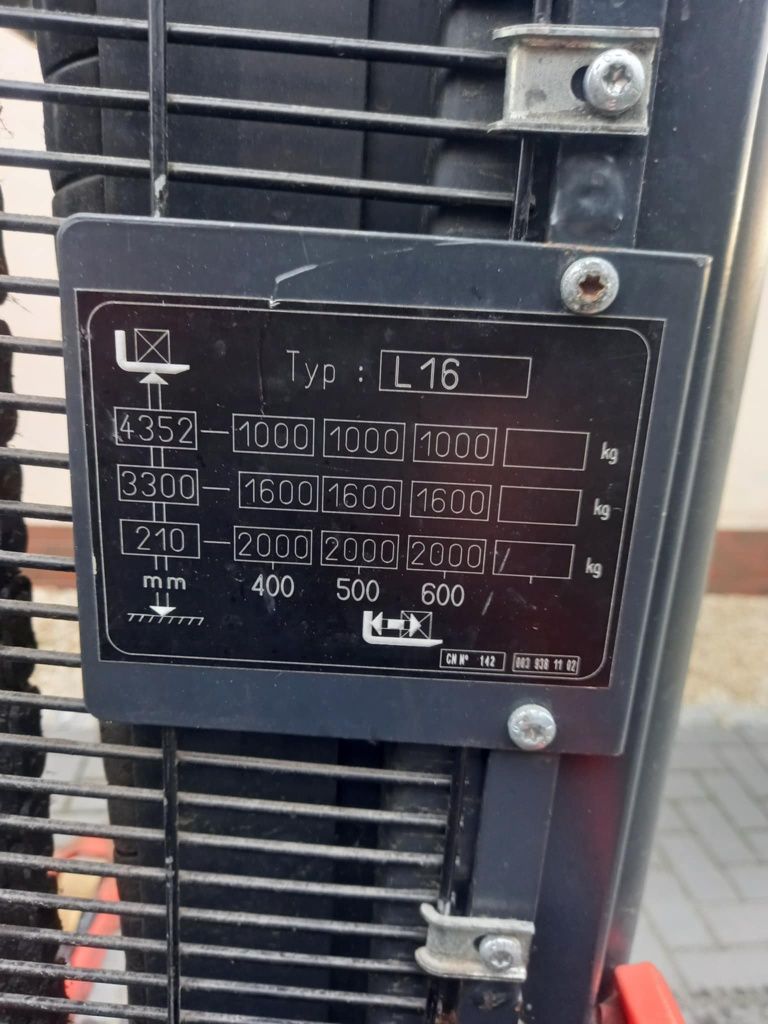 Typ : L16
4352 1000 1000 1000 kg
3300 1600 1600 1600 kg
210 2000 2000 2000 kg
mm 400 500 600
CN Nº 142 003 938 11 02